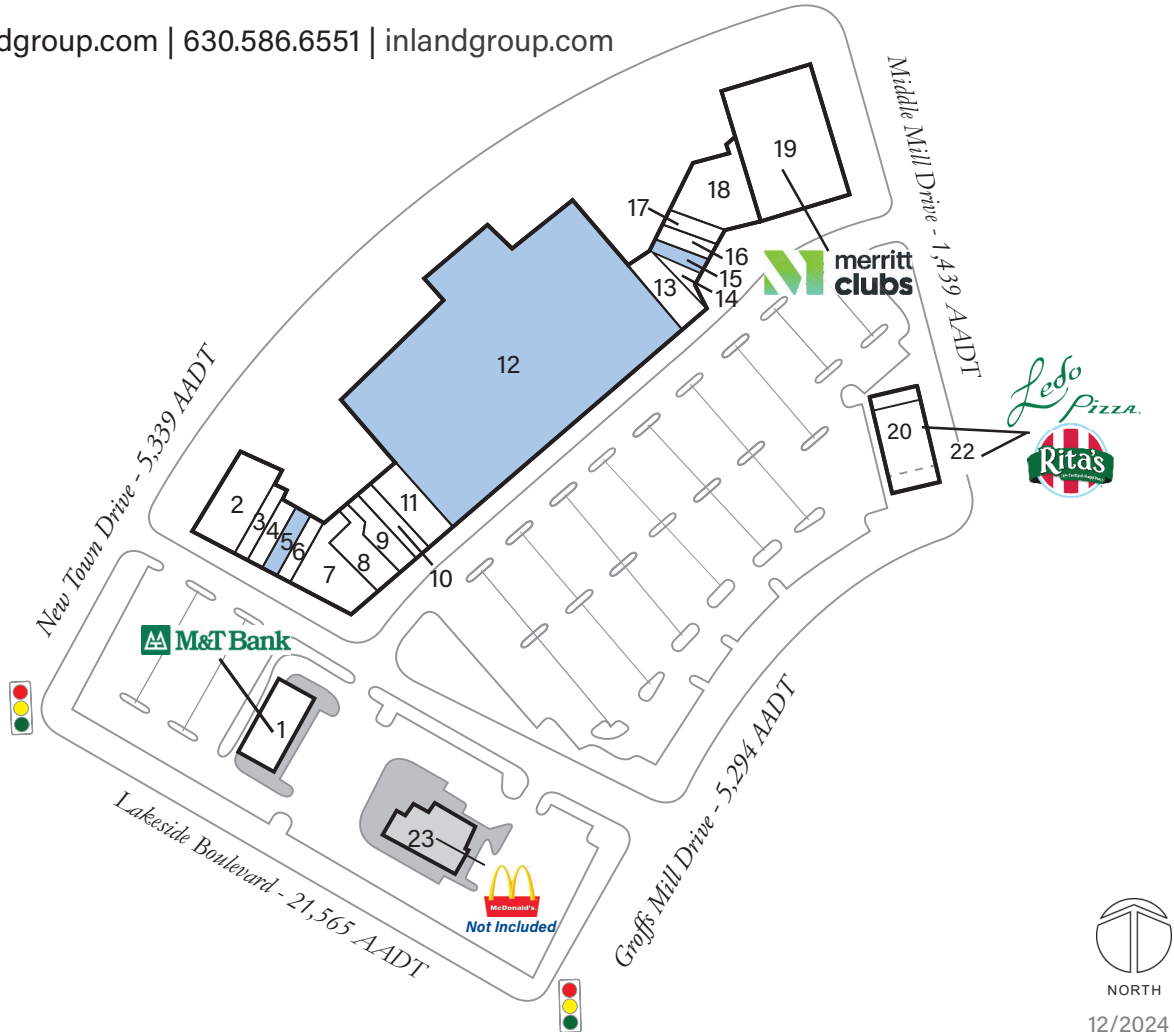 dgroup.com | 630.586.6551 | inlandgroup.com
Middle Mill Drive - 1,439 AADT
19
18
17
16
15
14
13
merritt
clubs
12
New Town Drive - 5,339 AADT
Ledo
Pizza
20
22
Rita's
2
3
4
5
6
7
8
9
10
11
M&T Bank
1
Groffs Mill Drive - 5,294 AADT
Lakeside Boulevard - 21,565 AADT
23
McDonald's
Not Included
NORTH
12/2024